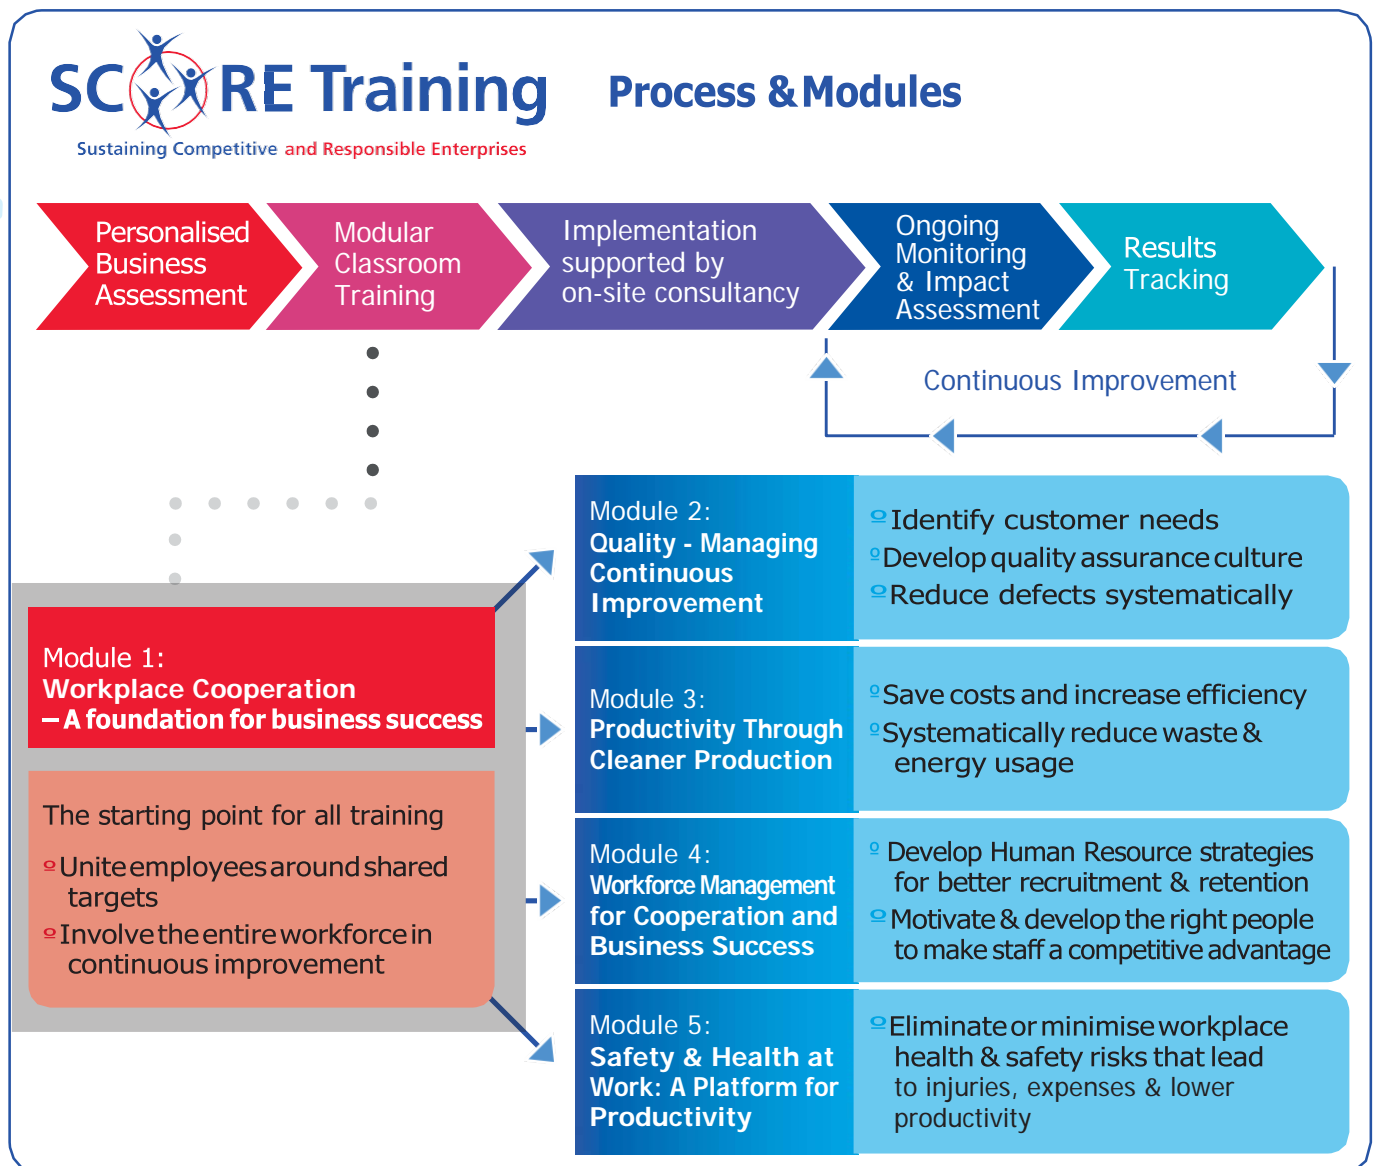 SCORE Training
Process & Modules
Sustaining Competitive and Responsible Enterprises
Personalised
Business
Assessment
Modular
Classroom
Training
Implementation
supported by
on-site consultancy
Ongoing
Monitoring
& Impact
Assessment
Results
Tracking
Continuous Improvement
Module 1:
Workplace Cooperation
– A foundation for business success
The starting point for all training
º Unite employees around shared
targets
º Involve the entire workforce in
continuous improvement
Module 2:
Quality - Managing
Continuous
Improvement
º Identify customer needs
º Develop quality assurance culture
º Reduce defects systematically
Module 3:
Productivity Through
Cleaner Production
º Save costs and increase efficiency
º Systematically reduce waste &
energy usage
Module 4:
Workforce Management
for Cooperation and
Business Success
º Develop Human Resource strategies
for better recruitment & retention
º Motivate & develop the right people
to make staff a competitive advantage
Module 5:
Safety & Health at
Work: A Platform for
Productivity
º Eliminate or minimise workplace
health & safety risks that lead
to injuries, expenses & lower
productivity